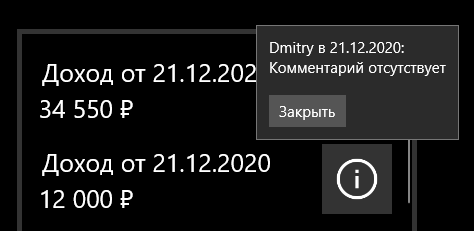 Dmitry в 21.12.2020:
Комментарий отсутствует
Закрыть
Доход от 21.12.202
34 550 ₽
Доход от 21.12.2020
12 000 ₽